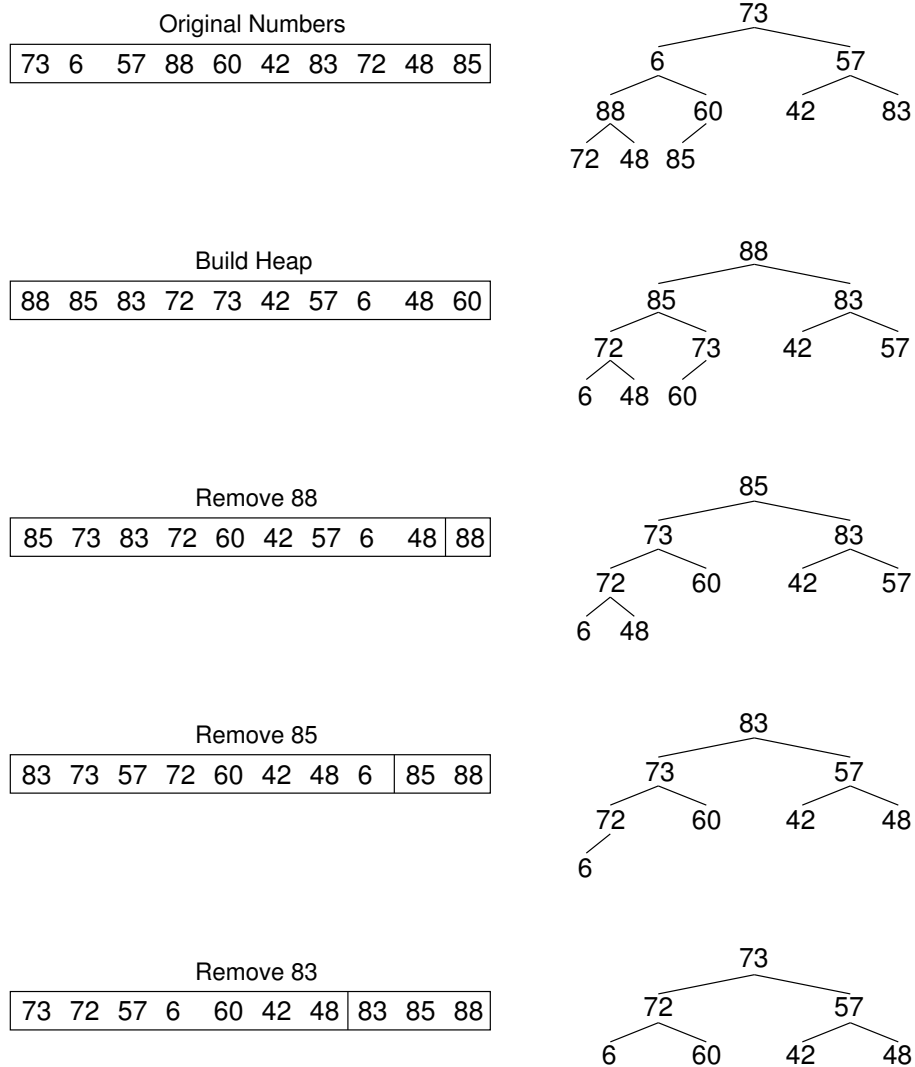 Original Numbers
73 6 57 88 60 42 83 72 48 85
73
6 57
88 60 42 83
72 48 85
Build Heap
88 85 83 72 73 42 57 6 48 60
88
85 83
72 73 42 57
6 48 60
Remove 88
85 73 83 72 60 42 57 6 48 88
85
73 83
72 60 42 57
6 48
Remove 85
83 73 57 72 60 42 48 6 85 88
83
73 57
72 60 42 48
6
Remove 83
73 72 57 6 60 42 48 83 85 88
73
72 57
6 60 42 48